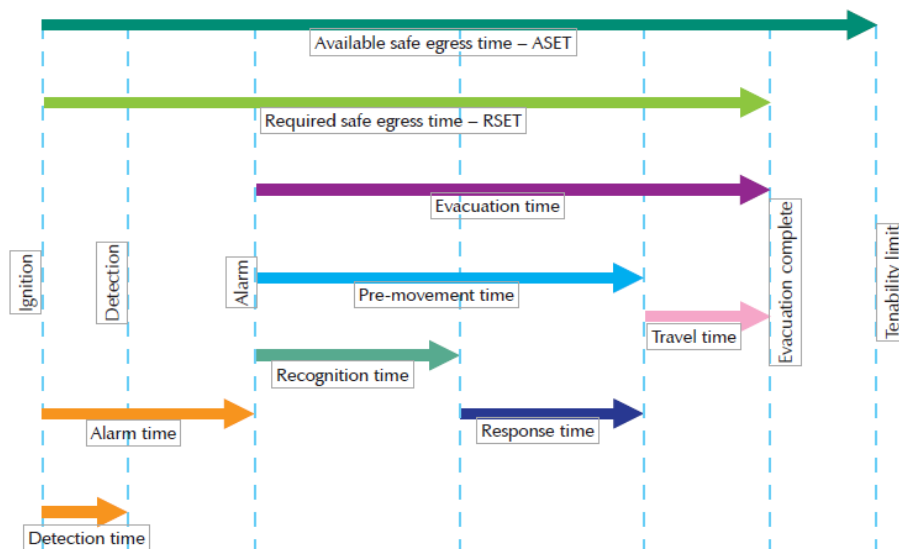 Available safe egress time – ASET
Required safe egress time – RSET
Evacuation time
Ignition
Detection
Alarm
Evacuation complete
Tenability limit
Pre-movement time
Travel time
Recognition time
Alarm time
Response time
Detection time